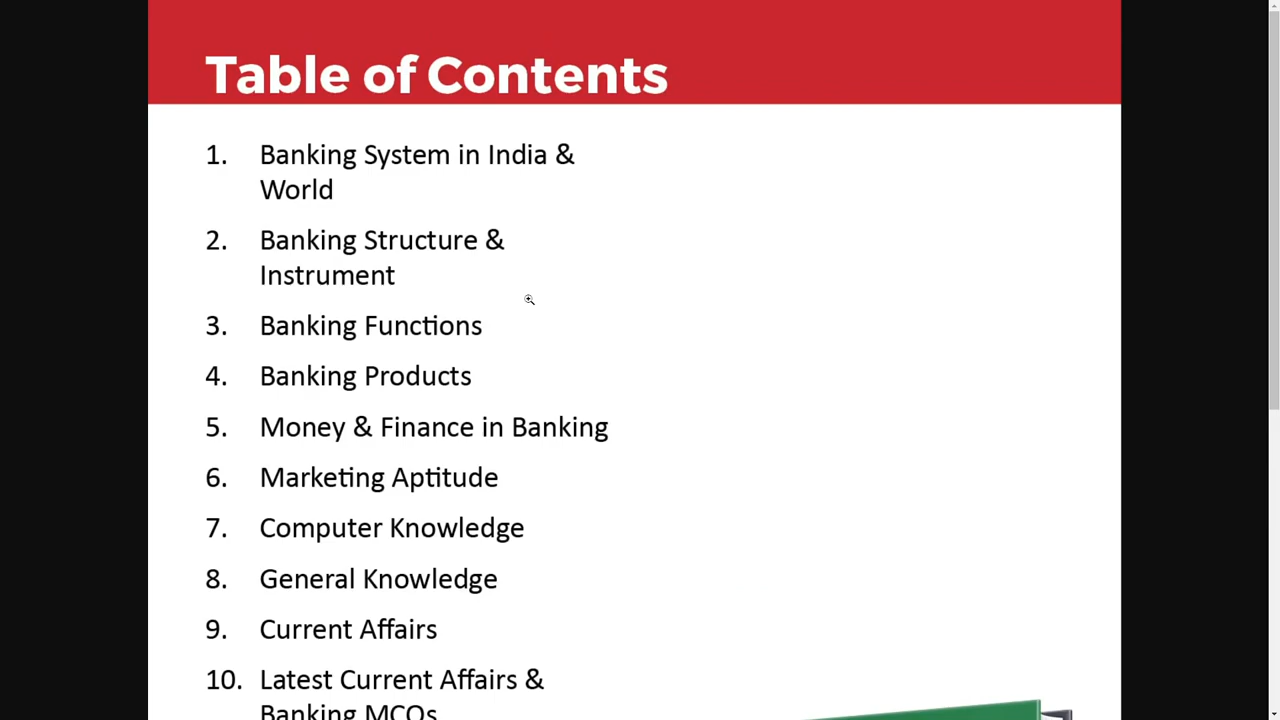 Table of Contents
1. Banking System in India &
World
2. Banking Structure &
Instrument
3. Banking Functions
4. Banking Products
5. Money & Finance in Banking
6. Marketing Aptitude
7. Computer Knowledge
8. General Knowledge
9. Current Affairs
10. Latest Current Affairs &
Banking MCQs